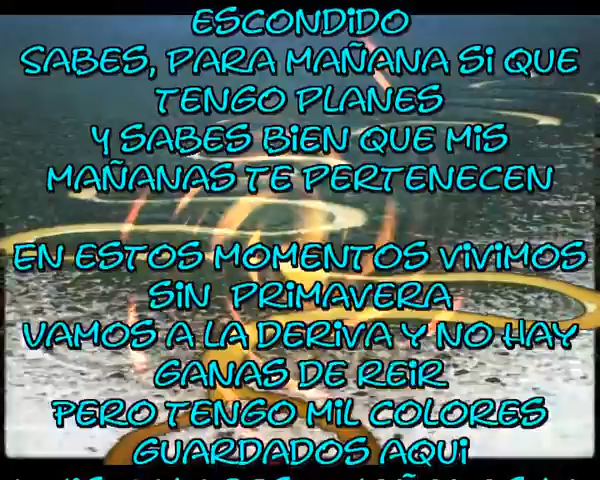 ESCONDIDO
SABES, PARA MAÑANA SI QUE
TENGO PLANES
Y SABES BIEN QUE MIS
MAÑANAS TE PERTENECEN
EN ESTOS MOMENTOS VIVIMOS
SIN PRIMAVERA
VAMOS A LA DERIVA Y NO HAY
GANAS DE REIR
PERO TENGO MIL COLORES
GUARDADOS AQUI